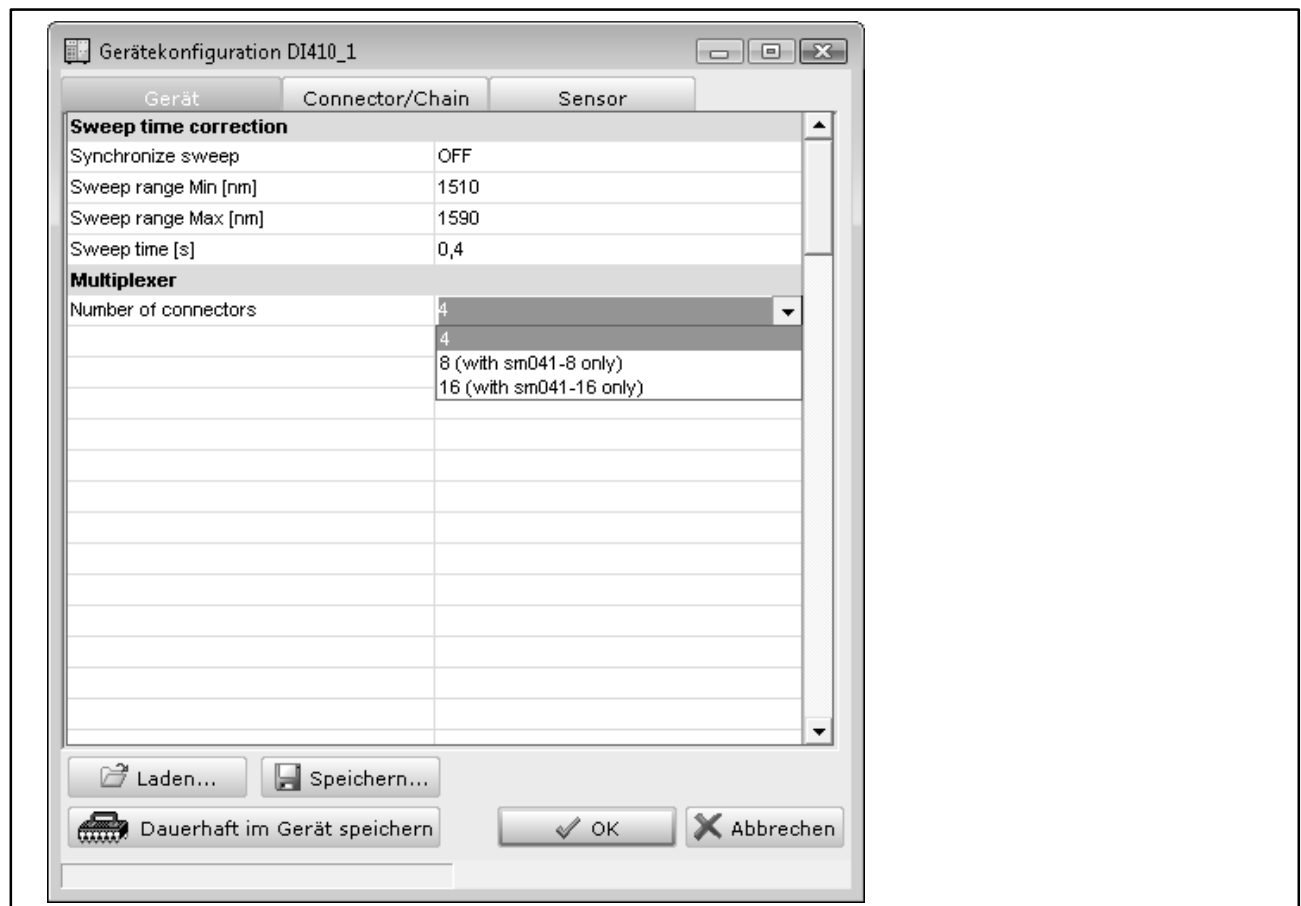 Gerätekonfiguration DI410_1
Gerät Connector/Chain Sensor
Sweep time correction
Synchronize sweep OFF
Sweep range Min [nm] 1510
Sweep range Max [nm] 1590
Sweep time [s] 0,4
Multiplexer
Number of connectors 4
4
8 (with sm041-8 only)
16 (with sm041-16 only)
Laden... Speichern...
Dauerhaft im Gerät speichern OK Abbrechen